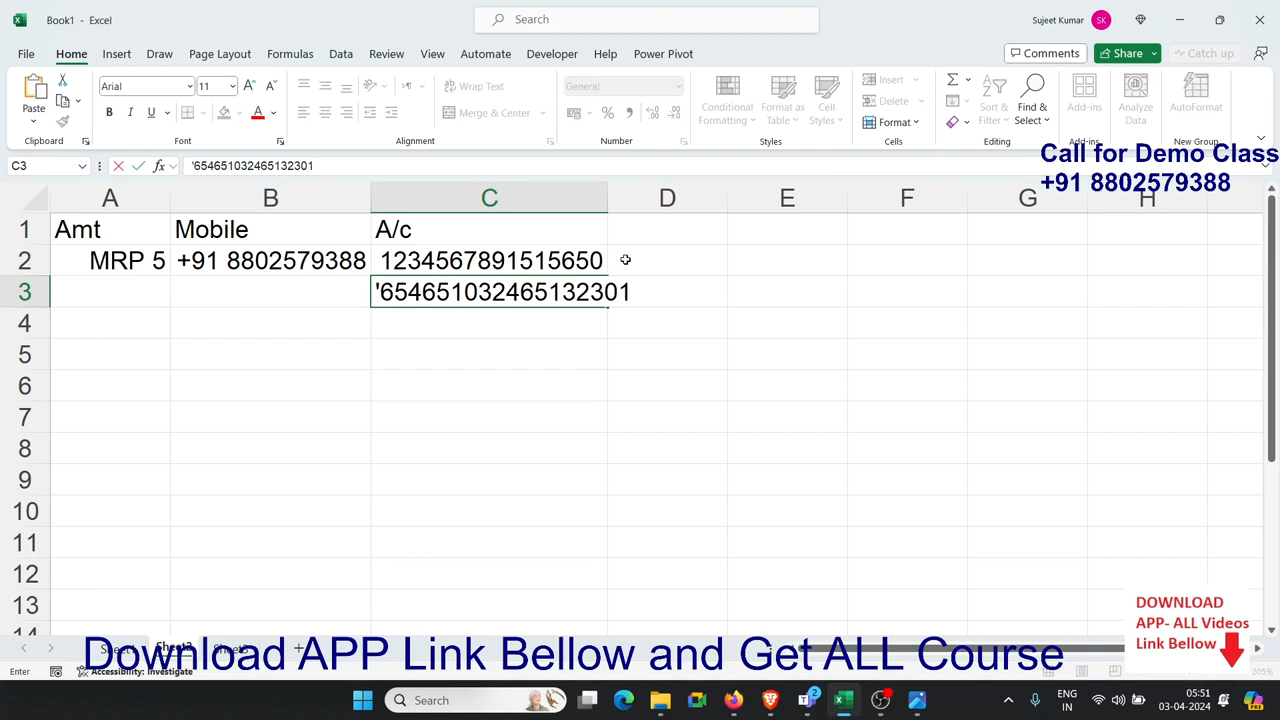 Book1 - Excel
Search
Sujeet Kumar
SK
File
Home
Insert
Draw
Page Layout
Formulas
Data
Review
View
Automate
Developer
Help
Power Pivot
Comments
Share
Catch up
Paste
Arial
11
B I U
A
Wrap Text
Merge & Center
General
%
Conditional Formatting
Format as Table
Cell Styles
Insert
Delete
Format
Sort & Filter
Find & Select
Add-ins
Analyze Data
AutoFormat
Clipboard
Font
Alignment
Number
Styles
Cells
Editing
Add-ins
New Group
Call for Demo Class
+91 8802579388
C3
fx
'654651032465132301
A B C D E F G H
1 Amt Mobile A/c
2 MRP 5 +91 8802579388 1234567891515650
3 '654651032465132301
4
5
6
7
8
9
10
11
12
13
14
DOWNLOAD
APP- ALL Videos
Link Bellow
Download APP Link Bellow and Get ALL Course
Enter
Accessibility: Investigate
205%
Search
2
ENG
IN
05:51
03-04-2024